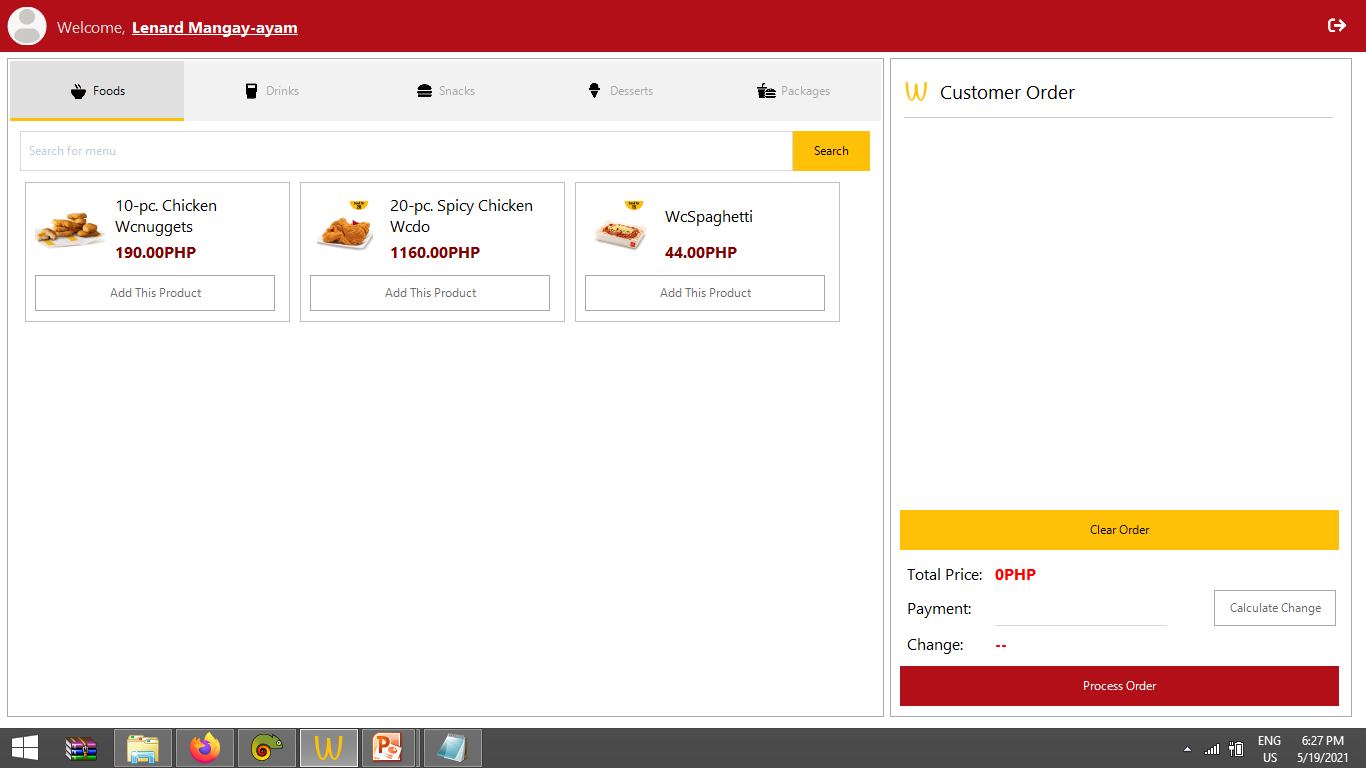 Welcome, Lenard Mangay-ayam
Foods
Drinks
Snacks
Desserts
Packages
Search for menu
Search
10-pc. Chicken
Wcnuggets
190.00PHP
Add This Product
20-pc. Spicy Chicken
Wcdo
1160.00PHP
Add This Product
WcSpaghetti
44.00PHP
Add This Product
Customer Order
Clear Order
Total Price: 0PHP
Payment:
Calculate Change
Change: --
Process Order
ENG
US
6:27 PM
5/19/2021